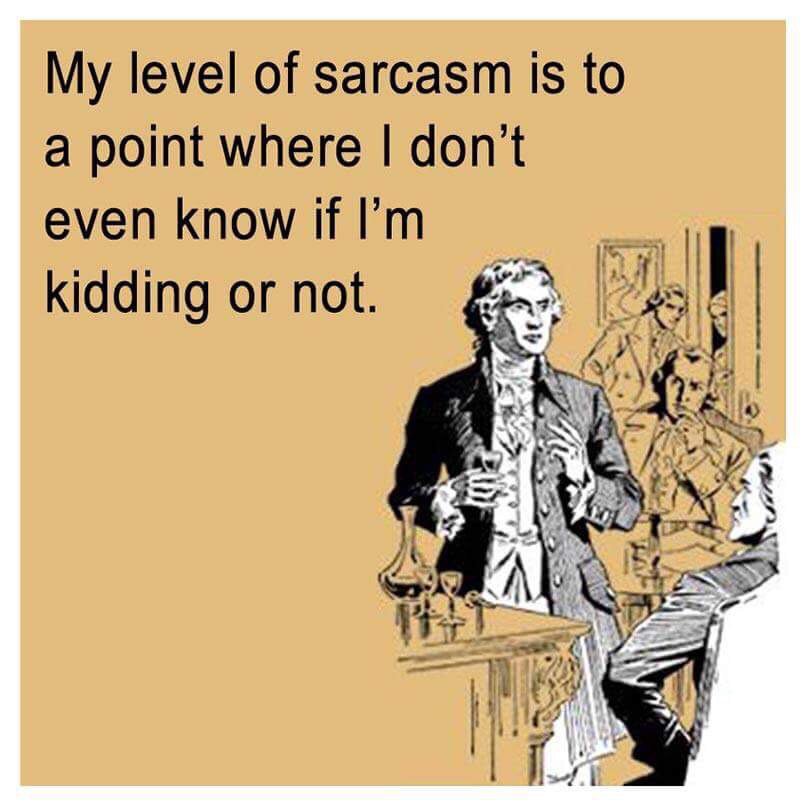 My level of sarcasm is to
a point where I don’t
even know if I’m
kidding or not.